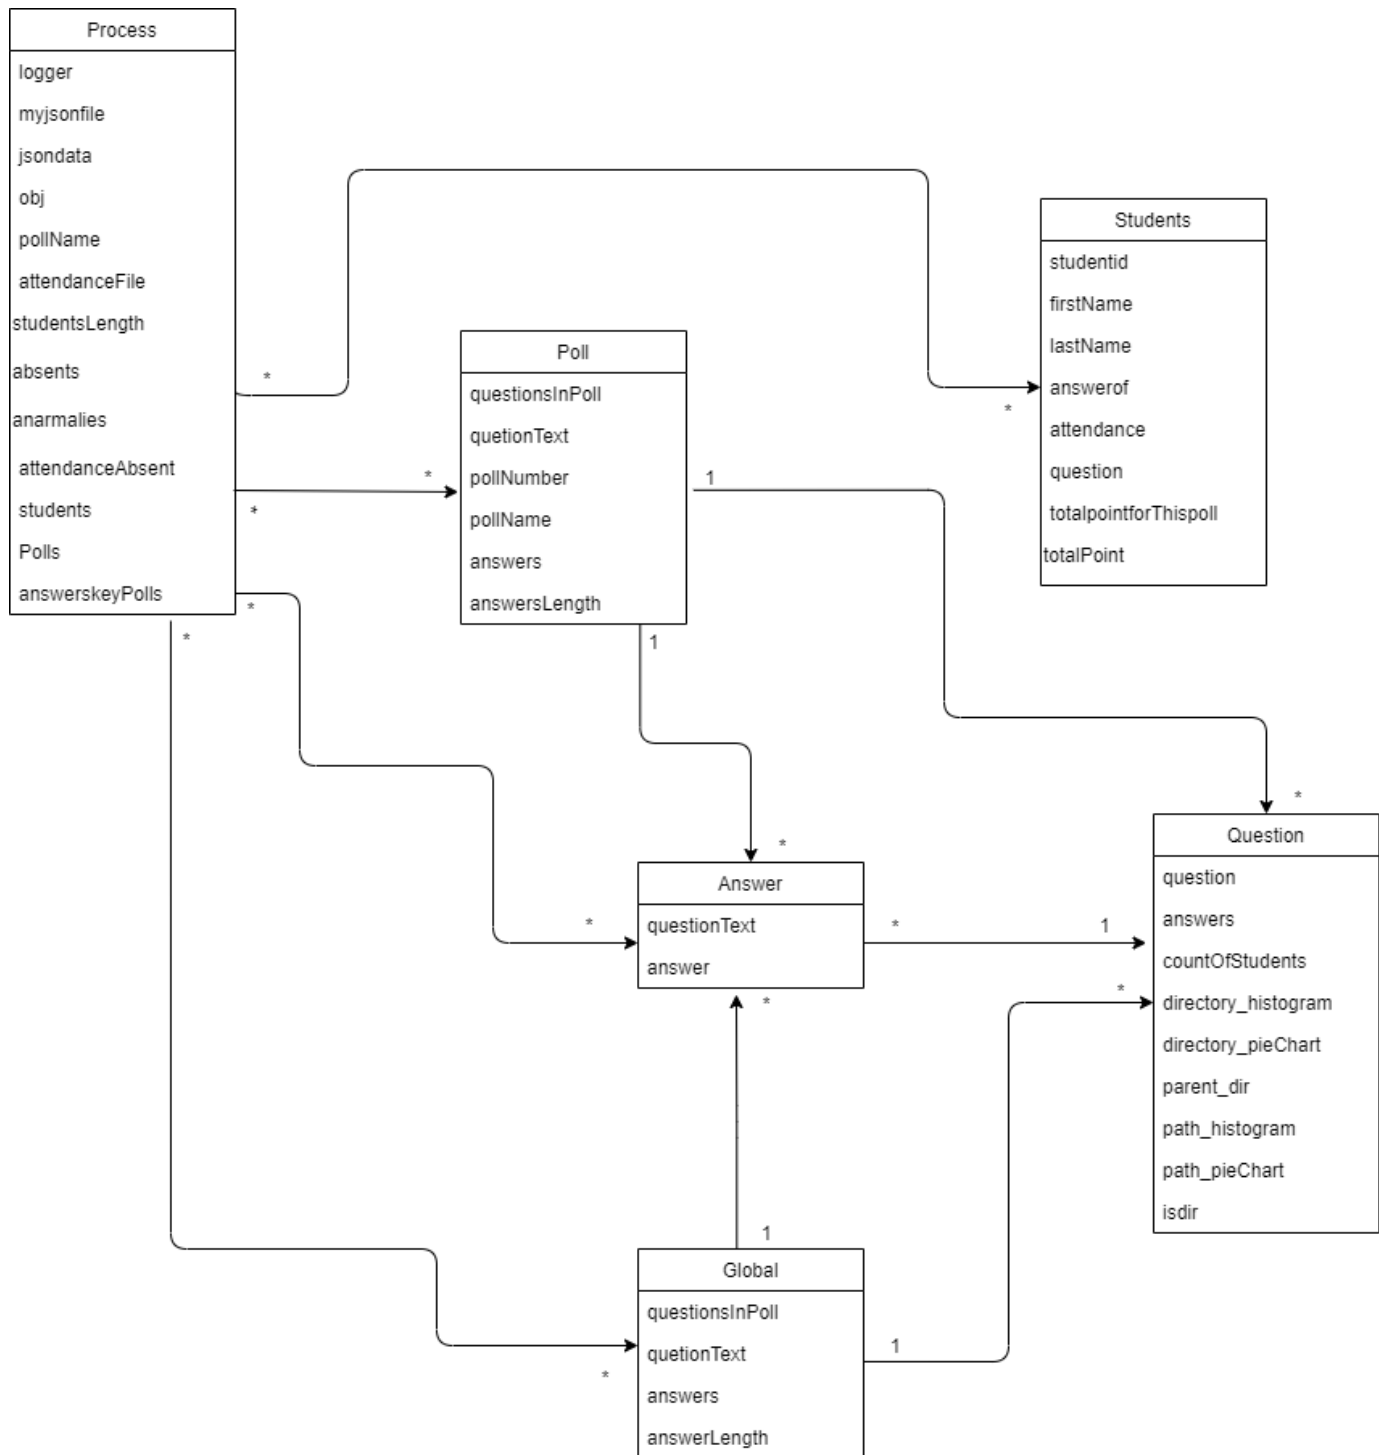 Process
logger
myjsonfile
jsondata
obj
pollName
attendanceFile
studentsLength
absents
anarmalies
attendanceAbsent
students
Polls
answerskeyPolls
*
*
*
*
*
*
Students
studentid
firstName
lastName
answerof
attendance
question
totalpointforThispoll
totalPoint
Poll
questionsInPoll
quetionText
pollNumber
pollName
answers
answersLength
1
1
*
*
*
Answer
questionText
answer
*
1
*
*
Question
question
answers
countOfStudents
directory_histogram
directory_pieChart
parent_dir
path_histogram
path_pieChart
isdir
1
Global
questionsInPoll
quetionText
answers
answerLength
1
*